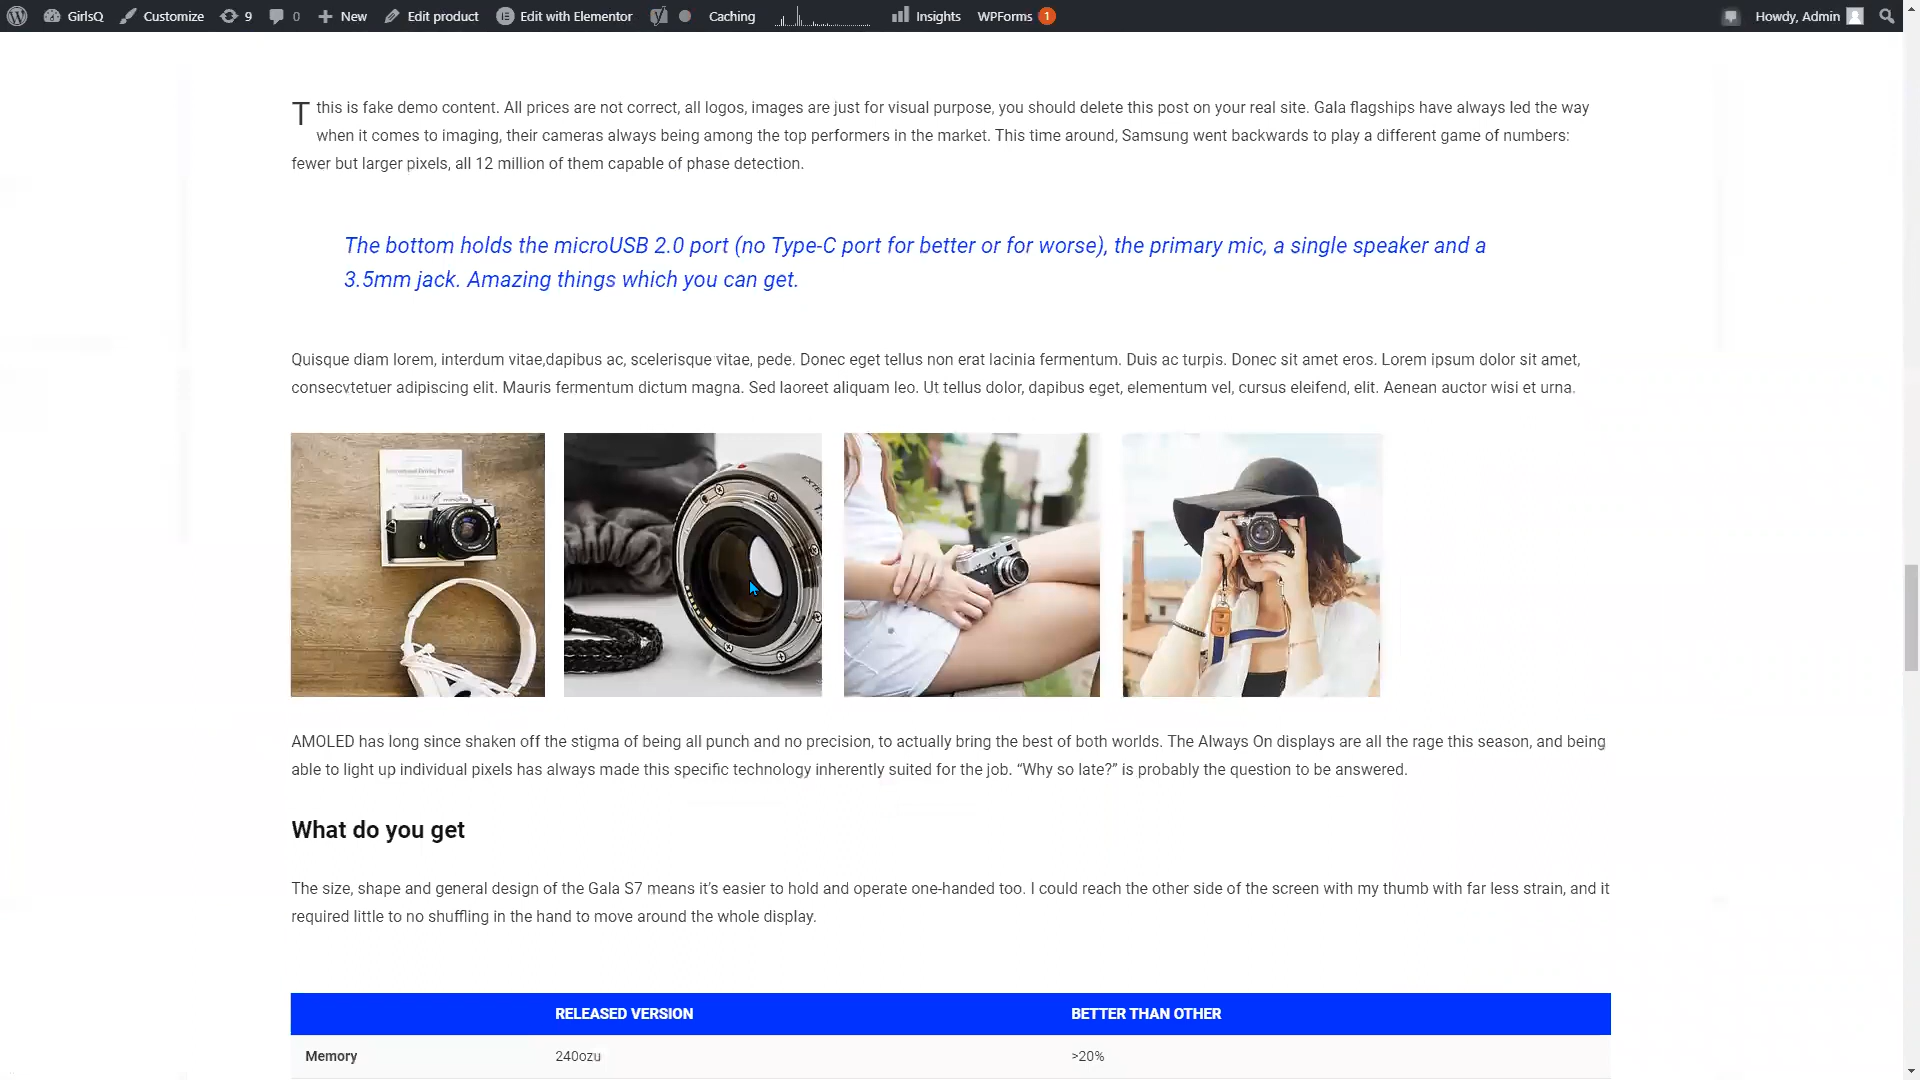 GirlsQ Customize 9 0 New Edit product Edit with Elementor Caching Insights WPForms 1 Howdy, Admin
T this is fake demo content. All prices are not correct, all logos, images are just for visual purpose, you should delete this post on your real site. Gala flagships have always led the way
when it comes to imaging, their cameras always being among the top performers in the market. This time around, Samsung went backwards to play a different game of numbers:
fewer but larger pixels, all 12 million of them capable of phase detection.
The bottom holds the microUSB 2.0 port (no Type-C port for better or for worse), the primary mic, a single speaker and a
3.5mm jack. Amazing things which you can get.
Quisque diam lorem, interdum vitae,dapibus ac, scelerisque vitae, pede. Donec eget tellus non erat lacinia fermentum. Duis ac turpis. Donec sit amet eros. Lorem ipsum dolor sit amet,
consecvtetuer adipiscing elit. Mauris fermentum dictum magna. Sed laoreet aliquam leo. Ut tellus dolor, dapibus eget, elementum vel, cursus eleifend, elit. Aenean auctor wisi et urna.
International Driving Permit
minolta
AMOLED has long since shaken off the stigma of being all punch and no precision, to actually bring the best of both worlds. The Always On displays are all the rage this season, and being
able to light up individual pixels has always made this specific technology inherently suited for the job. “Why so late?” is probably the question to be answered.
What do you get
The size, shape and general design of the Gala S7 means it’s easier to hold and operate one-handed too. I could reach the other side of the screen with my thumb with far less strain, and it
required little to no shuffling in the hand to move around the whole display.
RELEASED VERSION BETTER THAN OTHER
Memory 240ozu >20%